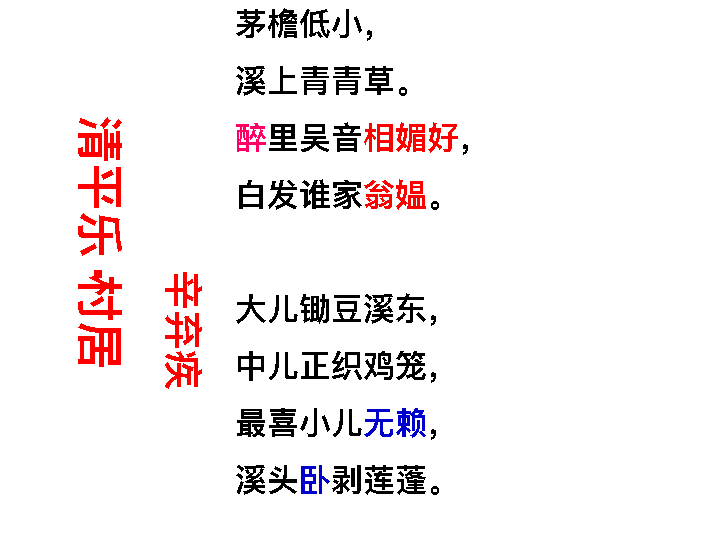 清平乐 村居
辛弃疾
茅檐低小，
溪上青青草。
醉里吴音相媚好，
白发谁家翁媪。
大儿锄豆溪东，
中儿正织鸡笼，
最喜小儿无赖，
溪头卧剥莲蓬。